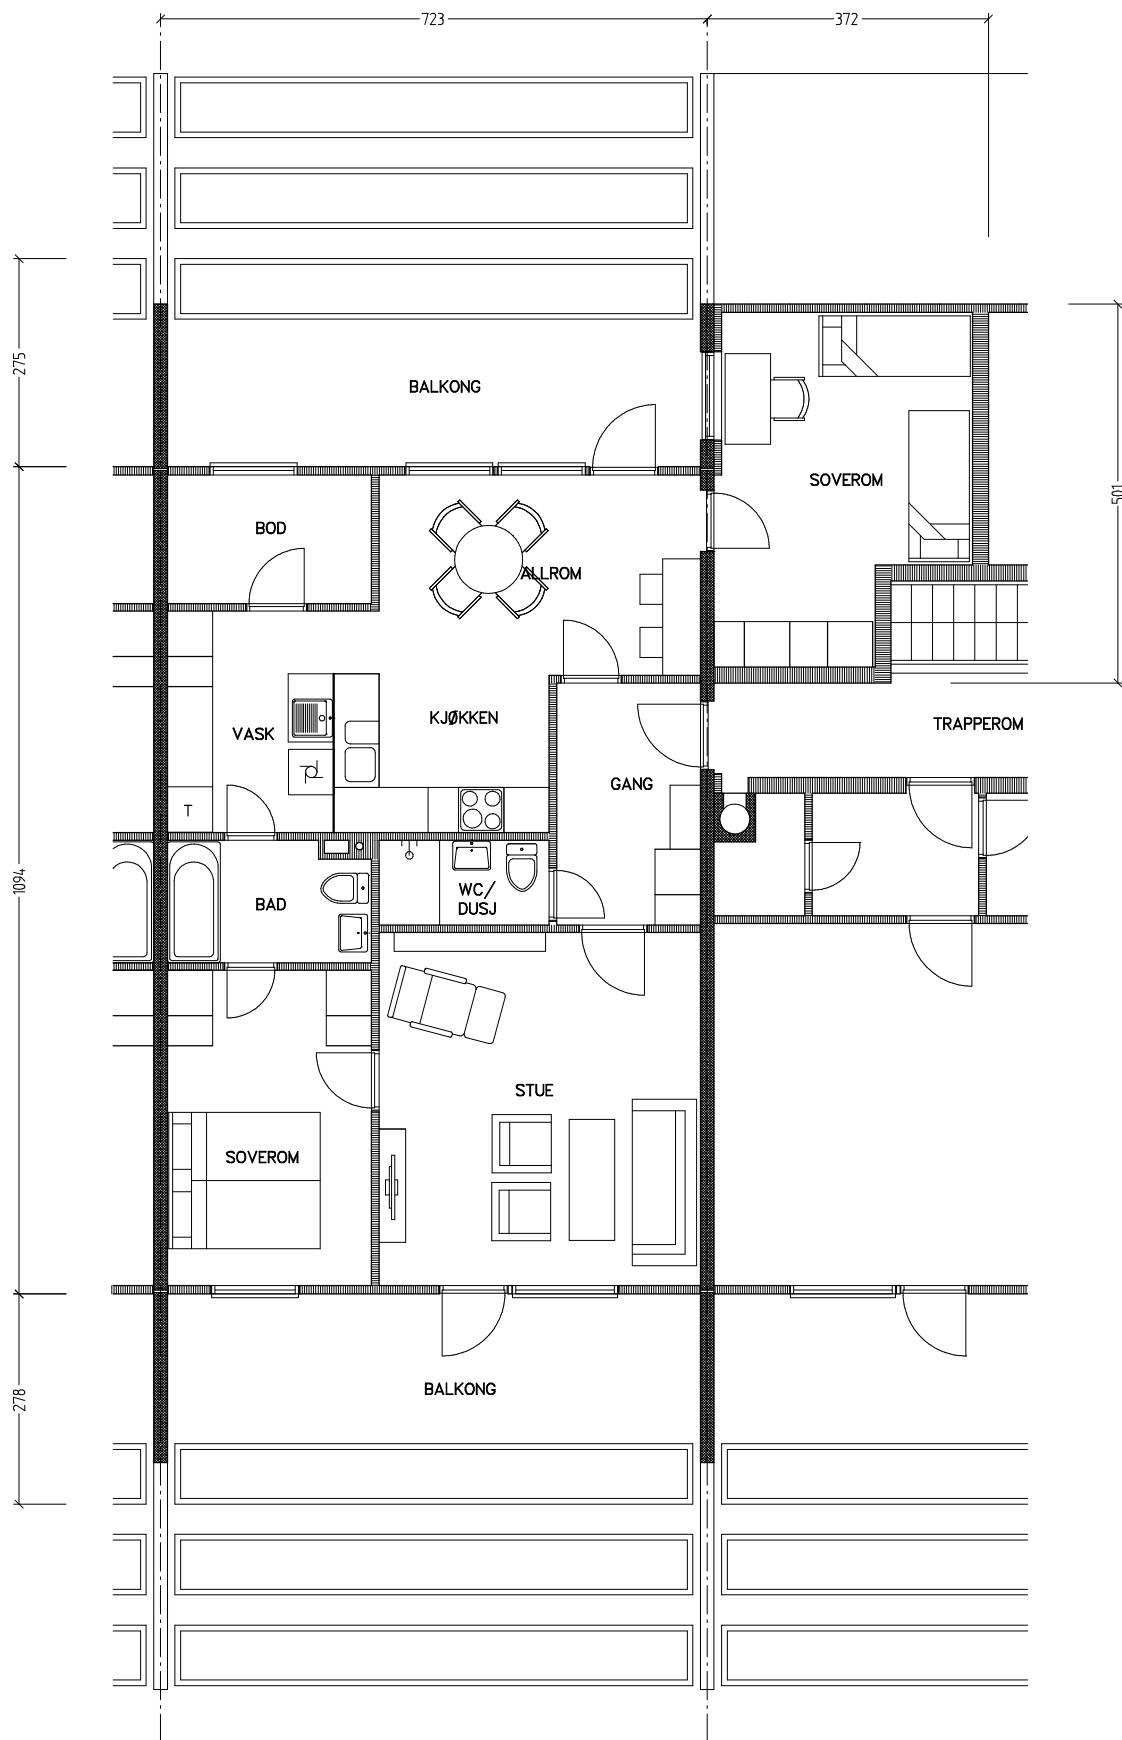 723
372
275
BALKONG
SOVEROM
501
BOD
ALLROM
KJØKKEN
VASK
TRAPPEROM
GANG
T
1094
WC/
DUSJ
BAD
STUE
SOVEROM
278
BALKONG